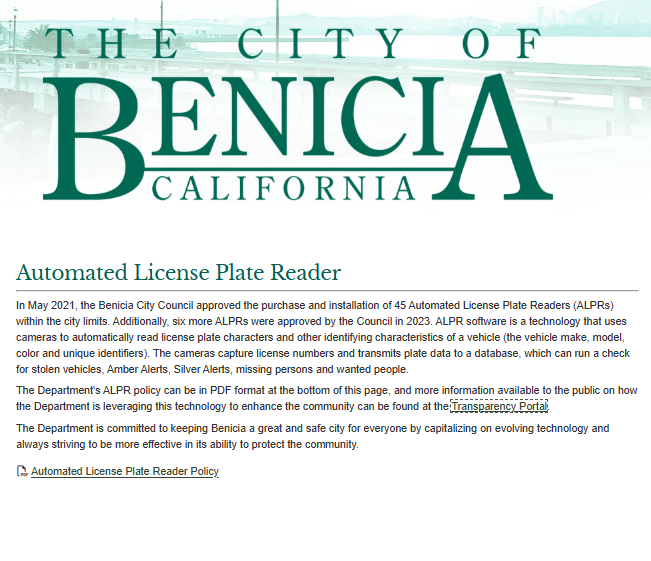 THE CITY OF
BENICIA
CALIFORNIA
Automated License Plate Reader
In May 2021, the Benicia City Council approved the purchase and installation of 45 Automated License Plate Readers (ALPRs)
within the city limits. Additionally, six more ALPRs were approved by the Council in 2023. ALPR software is a technology that uses
cameras to automatically read license plate characters and other identifying characteristics of a vehicle (the vehicle make, model,
color and unique identifiers). The cameras capture license numbers and transmits plate data to a database, which can run a check
for stolen vehicles, Amber Alerts, Silver Alerts, missing persons and wanted people.
The Department's ALPR policy can be in PDF format at the bottom of this page, and more information available to the public on how
the Department is leveraging this technology to enhance the community can be found at the Transparency Portal.
The Department is committed to keeping Benicia a great and safe city for everyone by capitalizing on evolving technology and
always striving to be more effective in its ability to protect the community.
Automated License Plate Reader Policy